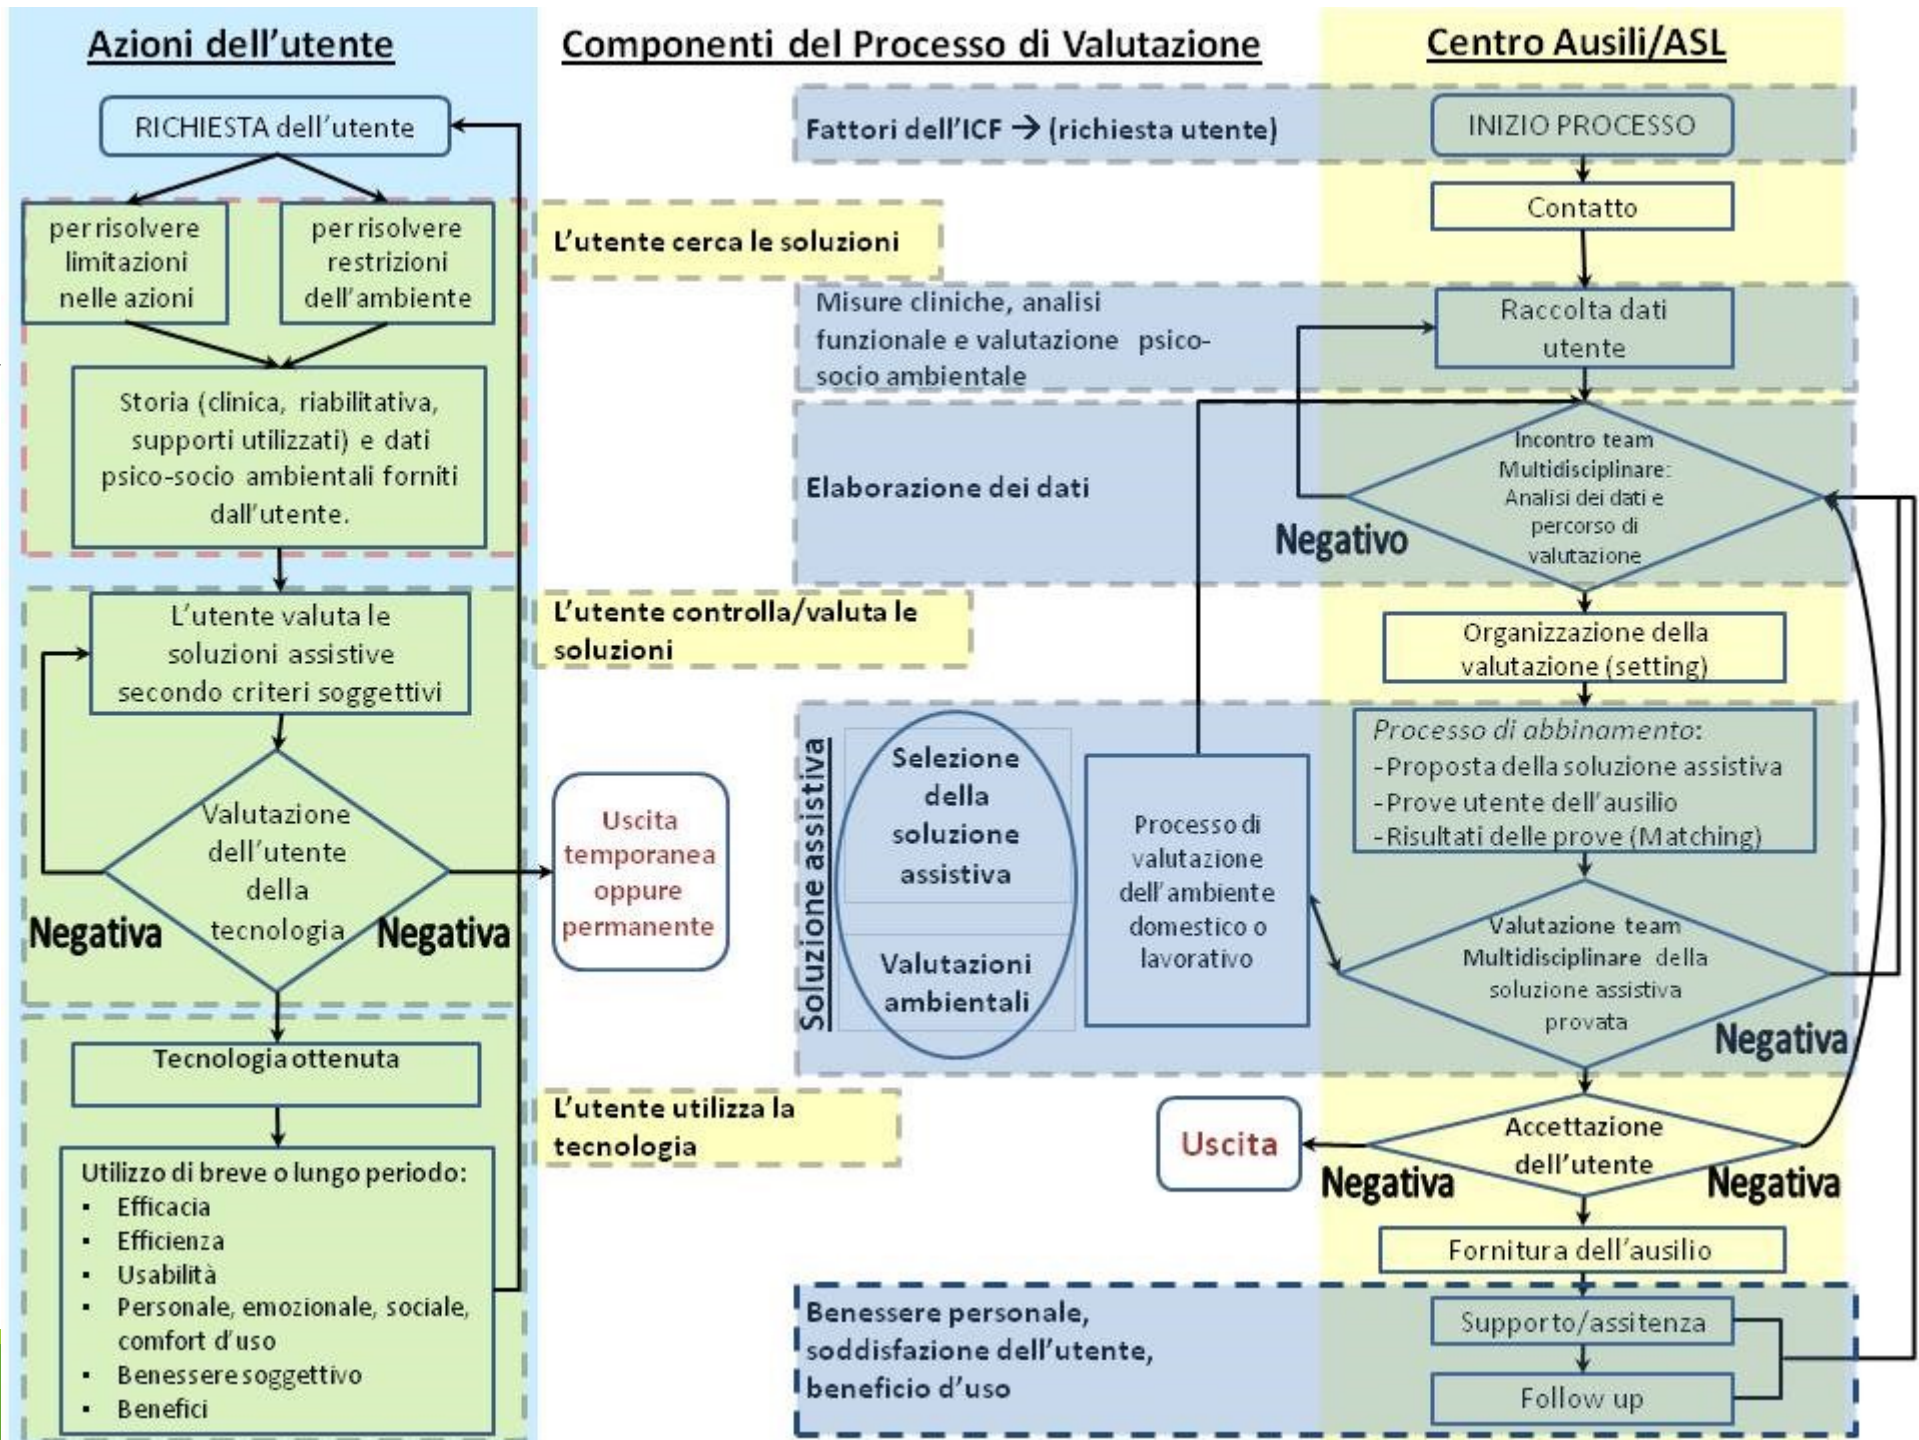 Azioni dell'utente
RICHIESTA dell'utente
per risolvere
limitazioni
nelle azioni
per risolvere
restrizioni
dell'ambiente
Storia (clinica, riabilitativa,
supporti utilizzati) e dati
psico-socio ambientali forniti
dall'utente.
L'utente valuta le
soluzioni assistive
secondo criteri soggettivi
Valutazione
dell'utente
della
tecnologia
Negativa
Negativa
Tecnologia ottenuta
Utilizzo di breve o lungo periodo:
▪ Efficacia
▪ Efficienza
▪ Usabilità
▪ Personale, emozionale, sociale,
comfort d'uso
▪ Benessere soggettivo
▪ Benefici
Componenti del Processo di Valutazione
Fattori dell'ICF → (richiesta utente)
L'utente cerca le soluzioni
Misure cliniche, analisi
funzionale e valutazione psico-
socio ambientale
Elaborazione dei dati
L'utente controlla/valuta le
soluzioni
Uscita
temporanea
oppure
permanente
Soluzione assistiva
Selezione
della
soluzione
assistiva
Valutazioni
ambientali
Processo di
valutazione
dell'ambiente
domestico o
lavorativo
L'utente utilizza la
tecnologia
Benessere personale,
soddisfazione dell'utente,
beneficio d'uso
Centro Ausili/ASL
INIZIO PROCESSO
Contatto
Raccolta dati
utente
Incontro team
Multidisciplinare:
Analisi dei dati e
percorso di
valutazione
Negativo
Organizzazione della
valutazione (setting)
Processo di abbinamento:
-Proposta della soluzione assistiva
-Prove utente dell'ausilio
-Risultati delle prove (Matching)
Valutazione team
Multidisciplinare della
soluzione assistiva
provata
Negativa
Accettazione
dell'utente
Uscita
Negativa
Negativa
Fornitura dell'ausilio
Supporto/assitenza
Follow up